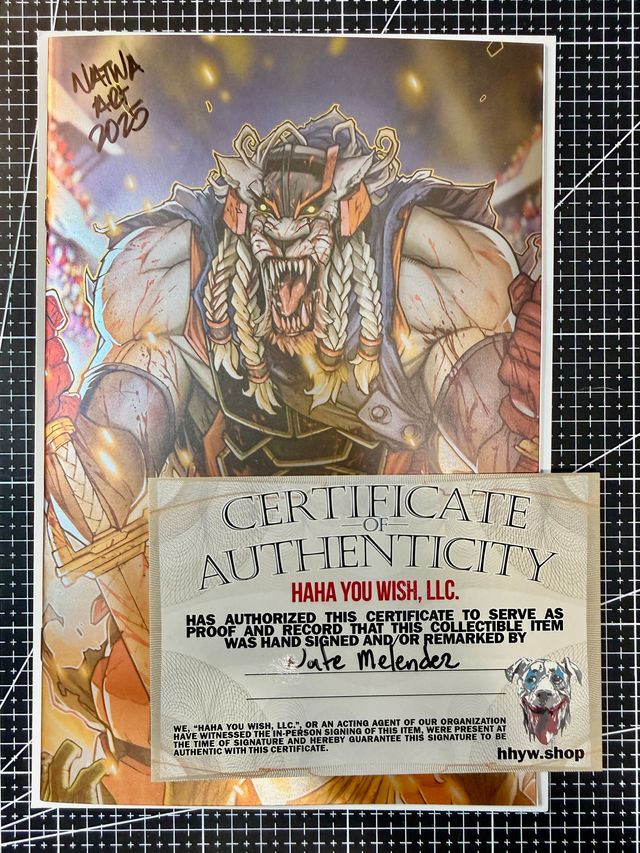 NATWA
ART
2025
CERTIFICATE
OF
AUTHENTICITY
HAHA YOU WISH, LLC.
HAS AUTHORIZED THIS CERTIFICATE TO SERVE AS
PROOF AND RECORD THAT THIS COLLECTIBLE ITEM
WAS HAND SIGNED AND/OR REMARKED BY
Nate Melendez
WE, "HAHA YOU WISH, LLC.", OR AN ACTING AGENT OF OUR ORGANIZATION
HAVE WITNESSED THE IN-PERSON SIGNING OF THIS ITEM, WERE PRESENT AT
THE TIME OF SIGNATURE AND HEREBY GUARANTEE THIS SIGNATURE TO BE
AUTHENTIC WITH THIS CERTIFICATE.
hhyw.shop